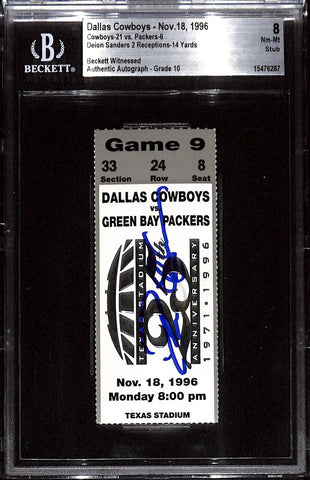 BECKETT
Dallas Cowboys - Nov.18, 1996
Cowboys-21 vs. Packers-6
Deion Sanders 2 Receptions-14 Yards
Beckett Witnessed
Authentic Autograph - Grade 10
8
Nm-Mt
Stub
15476287
Game 9
33 24 8
Section Row Seat
DALLAS COWBOYS
vs.
GREEN BAY PACKERS
TEXAS STADIUM
25th
ANNIVERSARY
1971 • 1996
Nov. 18, 1996
Monday 8:00 pm
TEXAS STADIUM